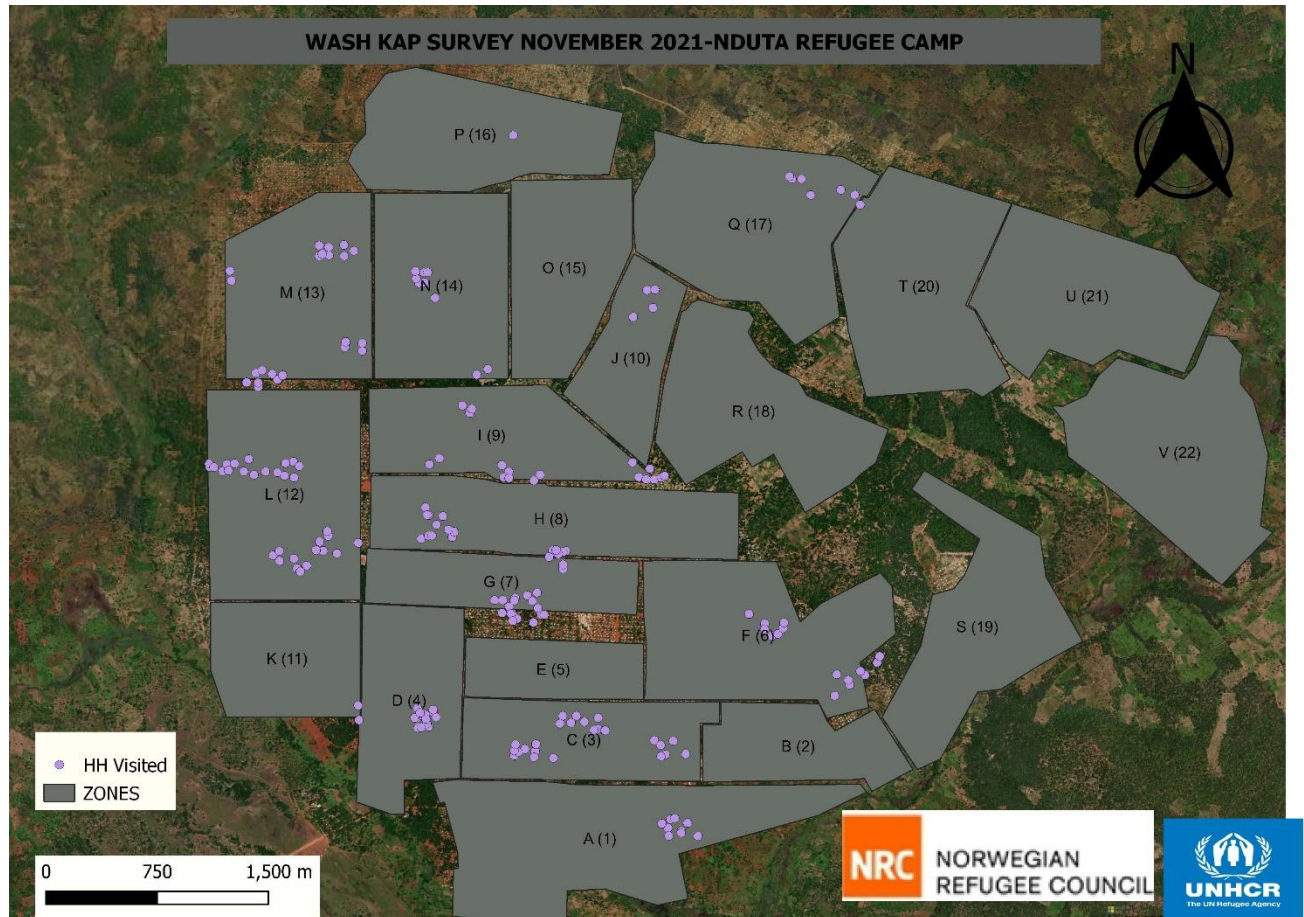 WASH KAP SURVEY NOVEMBER 2021-NDUTA REFUGEE CAMP
N
P (16)
Q (17)
O (15)
N (14)
M (13)
T (20)
U (21)
J (10)
R (18)
I (9)
V (22)
L (12)
H (8)
G (7)
F (6)
S (19)
K (11)
E (5)
D (4)
C (3)
B (2)
A (1)
HH Visited
ZONES
0 750 1,500 m
NRC
NORWEGIAN
REFUGEE COUNCIL
UNHCR
The UN Refugee Agency